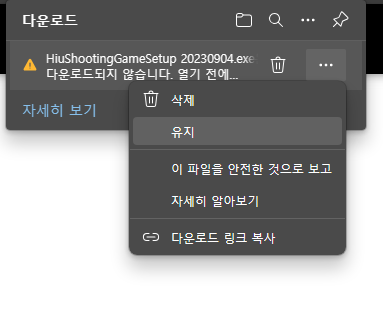 다운로드
HiuShootingGameSetup 20230904.exe
다운로드되지 않습니다. 열기 전에...
자세히 보기
삭제
유지
이 파일을 안전한 것으로 보고
자세히 알아보기
다운로드 링크 복사